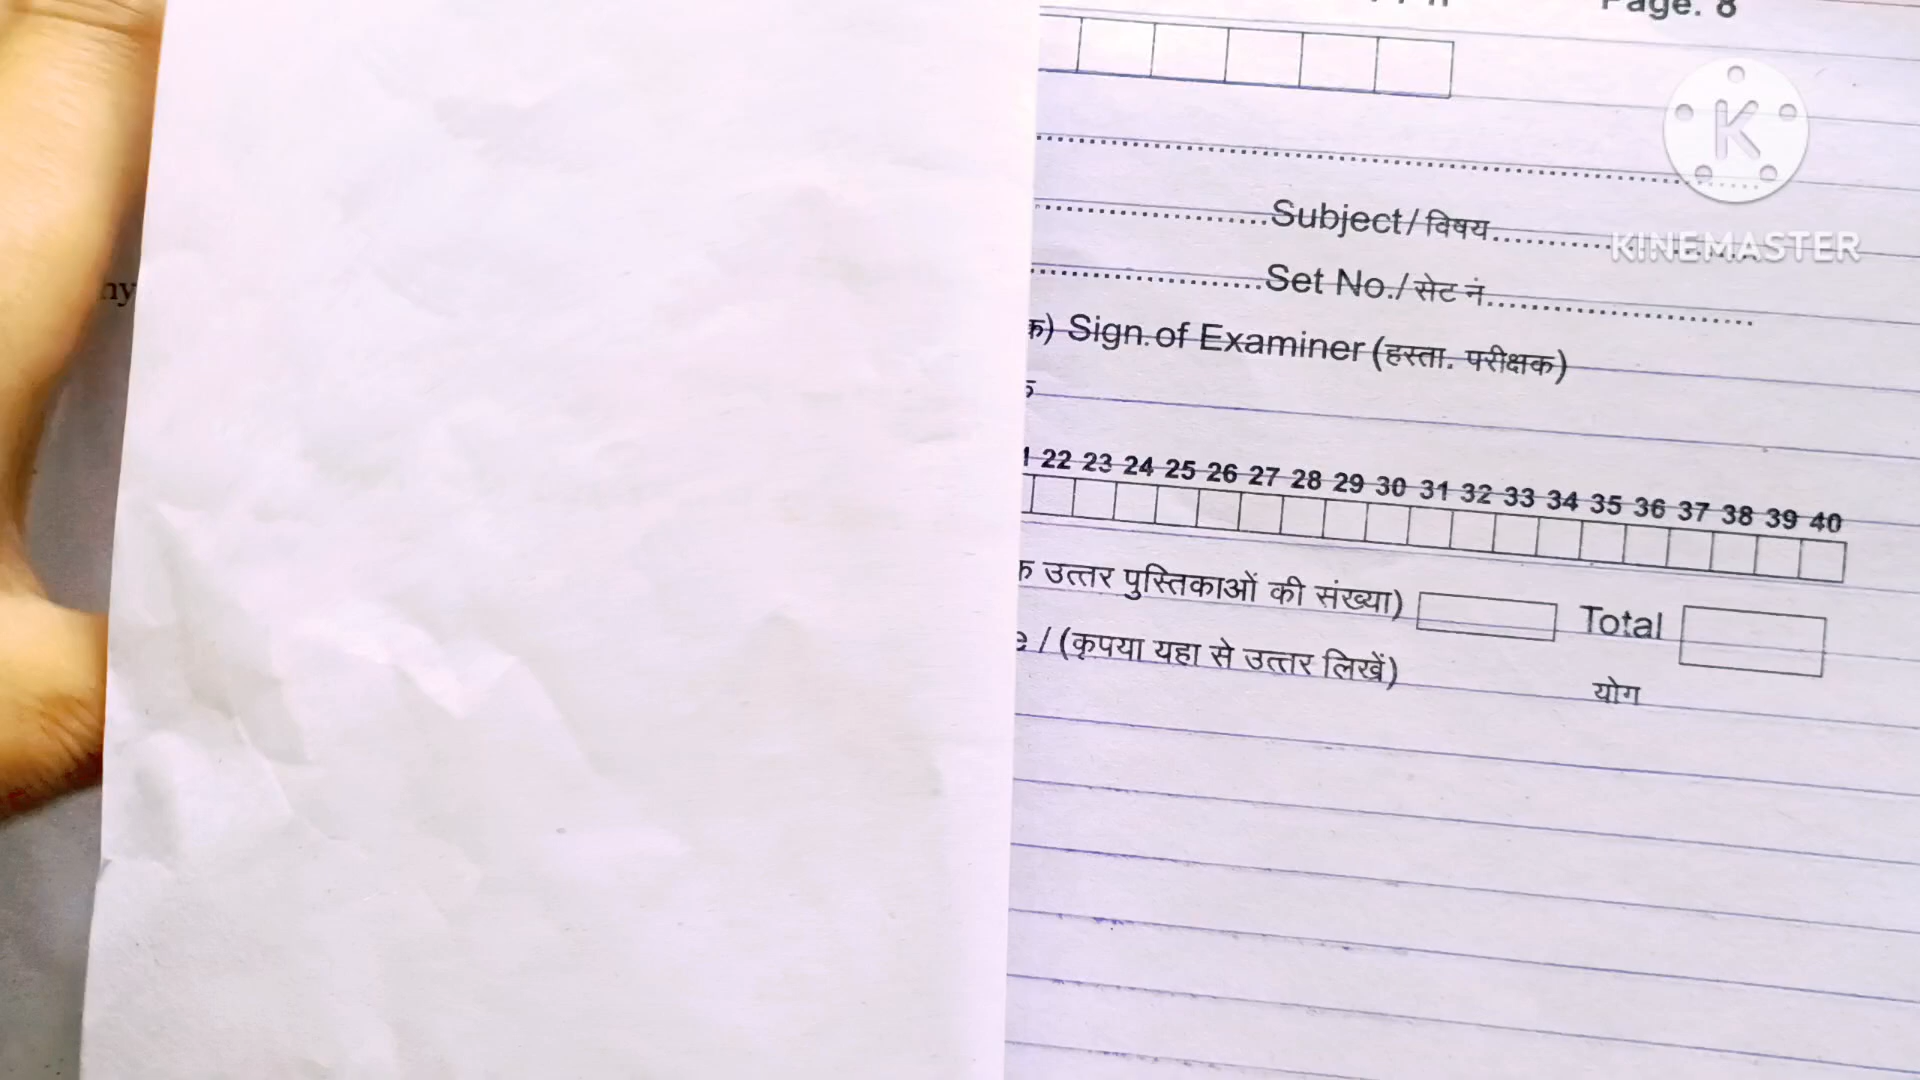 Page. 8
KINEMASTER
Subject/विषय
Set No./सेट नं.
Sign.of Examiner (हस्ता. परीक्षक)
22 23 24 25 26 27 28 29 30 31 32 33 34 35 36 37 38 39 40
उत्तर पुस्तिकाओं की संख्या) Total
/ (कृपया यहा से उत्तर लिखें)
योग